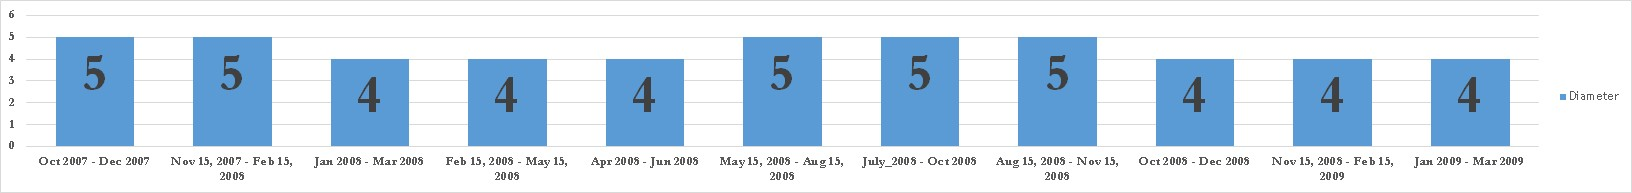 6
5
4
3
2
1
0
5
5
4
4
4
5
5
5
4
4
4
Oct 2007 - Dec 2007
Nov 15, 2007 - Feb 15,
2008
Jan 2008 - Mar 2008
Feb 15, 2008 - May 15,
2008
Apr 2008 - Jun 2008
May 15, 2008 - Aug 15,
2008
July_2008 - Oct 2008
Aug 15, 2008 - Nov 15,
2008
Oct 2008 - Dec 2008
Nov 15, 2008 - Feb 15,
2009
Jan 2009 - Mar 2009
Diameter